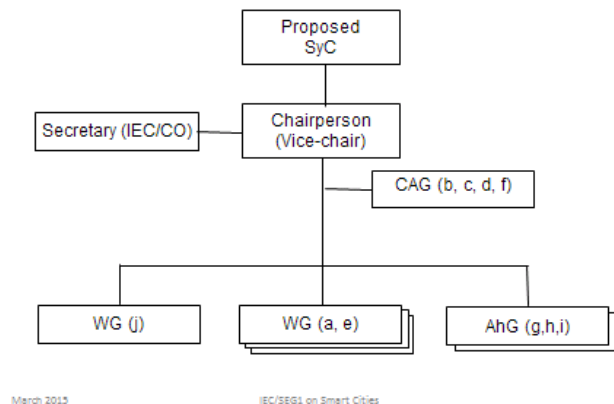 Proposed
SyC
Secretary (IEC/CO)
Chairperson
(Vice-chair)
CAG (b, c, d, f)
WG (j)
WG (a, e)
AhG (g,h,i)
March 2015
IEC/SEG1 on Smart Cities